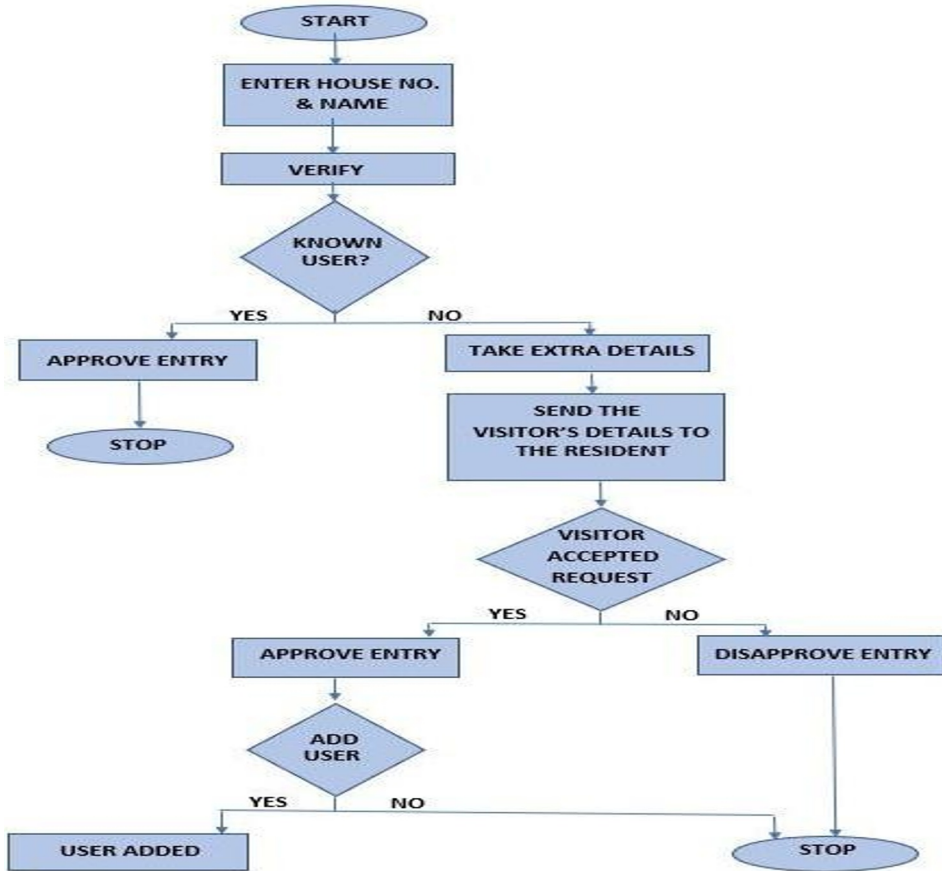 START
ENTER HOUSE NO.
& NAME
VERIFY
KNOWN
USER?
YES
NO
APPROVE ENTRY
TAKE EXTRA DETAILS
STOP
SEND THE
VISITOR'S DETAILS TO
THE RESIDENT
VISITOR
ACCEPTED
REQUEST
YES
NO
APPROVE ENTRY
DISAPPROVE ENTRY
ADD
USER
YES
NO
USER ADDED
STOP